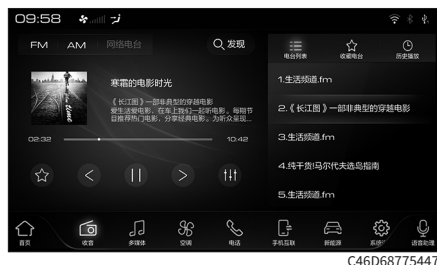 09:58
FM AM 网络电台 发现
寒霜的电影时光
《长江图》一部非典型的穿越电影
爱生活爱电影，在车上我们一起听电影，每期节
目推荐热门电影，分享经典电影。为听众呈现...
02:32 10:42
电台列表 收藏电台 历史播放
1.生活频道.fm
2.《长江图》一部非典型的穿越电影
3.生活频道.fm
4.纯干货!马尔代夫选岛指南
5.生活频道.fm
首页 收音 多媒体 空调 电话 手机互联 新能源 系统 语音助理
C46D68775447